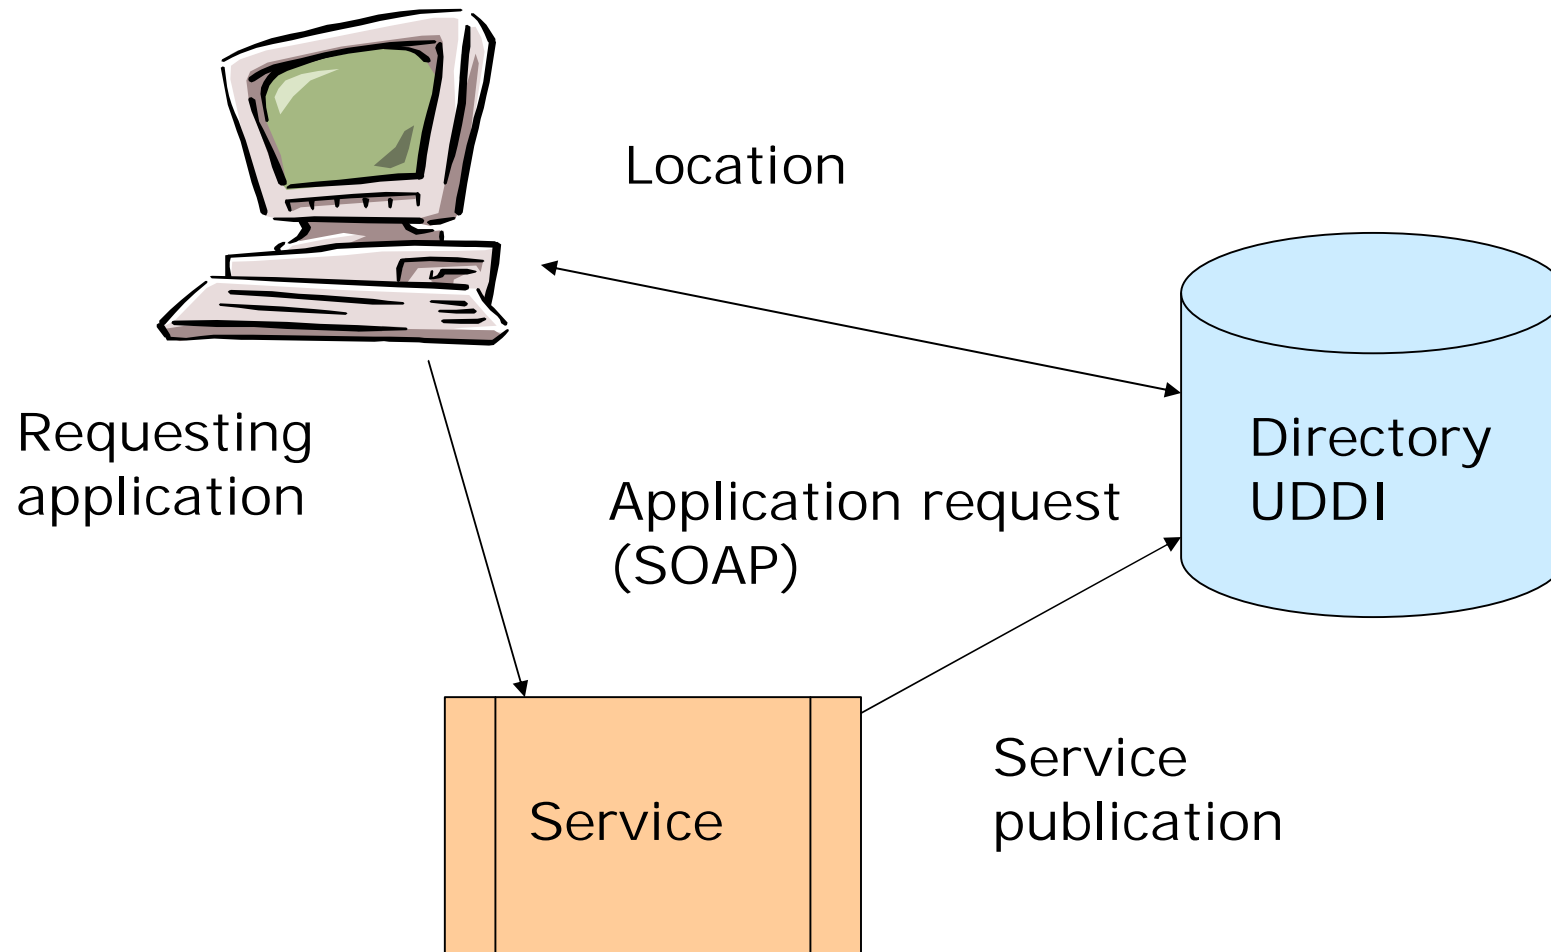 Location
Requesting
application
Directory
UDDI
Application request
(SOAP)
Service
publication
Service